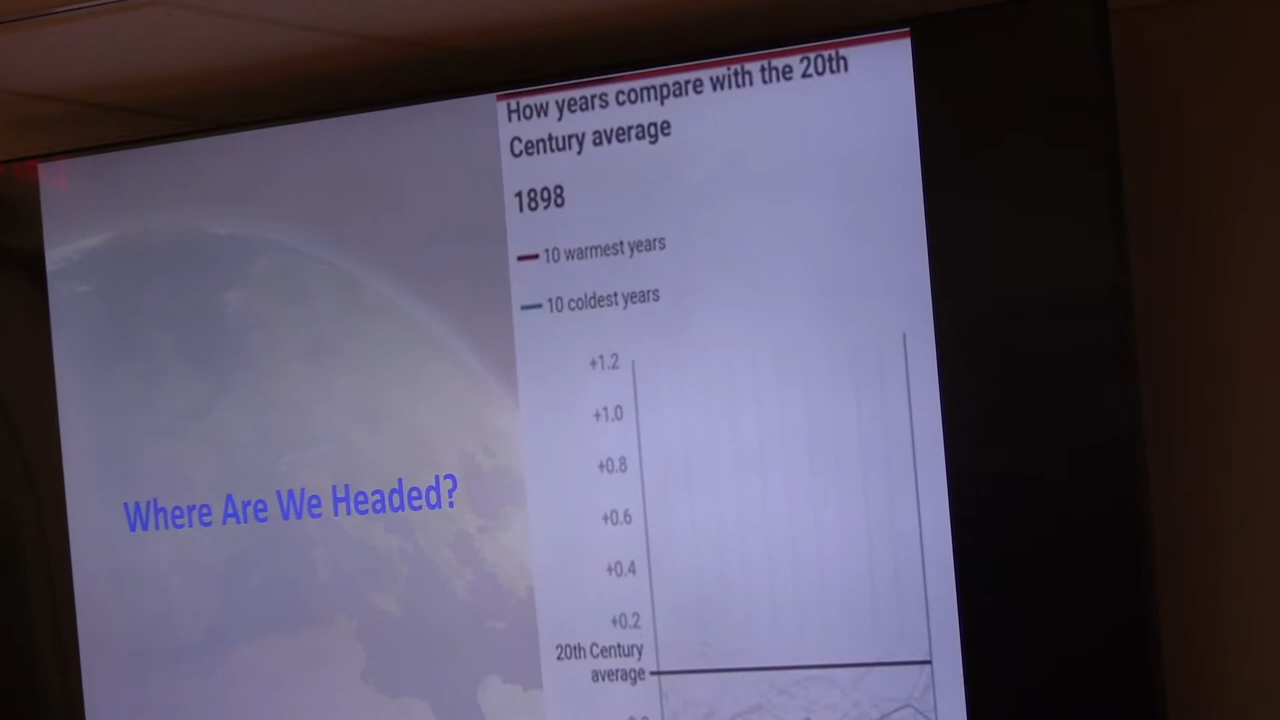 Where Are We Headed?
How years compare with the 20th
Century average
1898
10 warmest years
10 coldest years
+1.2
+1.0
+0.8
+0.6
+0.4
+0.2
20th Century
average